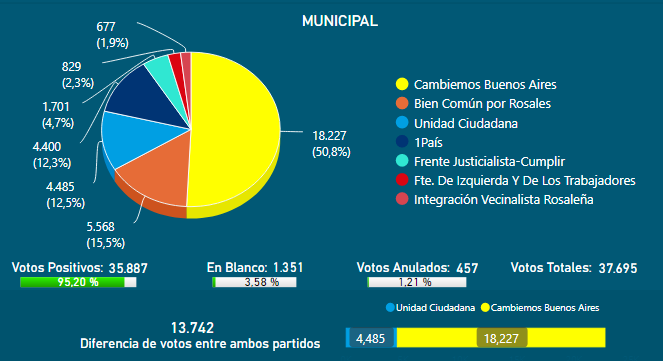 MUNICIPAL
677
(1,9%)
829
(2,3%)
1.701
(4,7%)
4.400
(12,3%)
4.485
(12,5%)
5.568
(15,5%)
18.227
(50,8%)
Cambiemos Buenos Aires
Bien Común por Rosales
Unidad Ciudadana
1País
Frente Justicialista-Cumplir
Fte. De Izquierda Y De Los Trabajadores
Integración Vecinalista Rosaleña
Votos Positivos: 35.887
95,20 %
En Blanco: 1.351
3,58 %
Votos Anulados: 457
1,21 %
Votos Totales: 37.695
Unidad Ciudadana Cambiemos Buenos Aires
13.742
Diferencia de votos entre ambos partidos
4,485 18,227